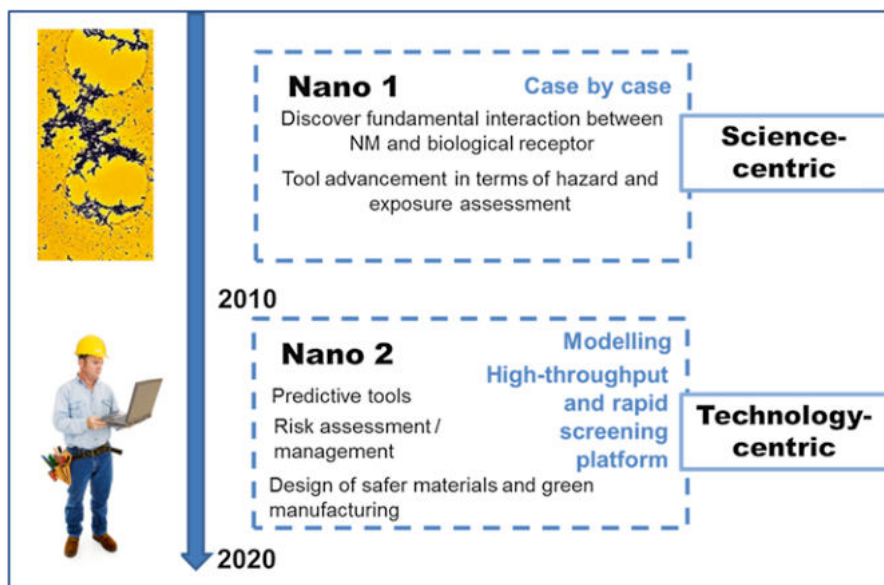 Nano 1
Case by case
Discover fundamental interaction between
NM and biological receptor
Tool advancement in terms of hazard and
exposure assessment
Science-
centric
2010
Nano 2
Modelling
High-throughput
and rapid
screening
platform
Predictive tools
Risk assessment /
management
Design of safer materials and green
manufacturing
Technology-
centric
2020